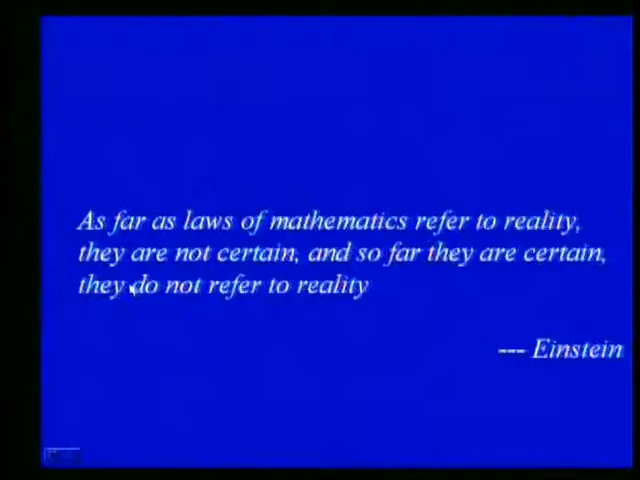 As far as laws of mathematics refer to reality,
they are not certain, and so far they are certain,
they do not refer to reality
--- Einstein